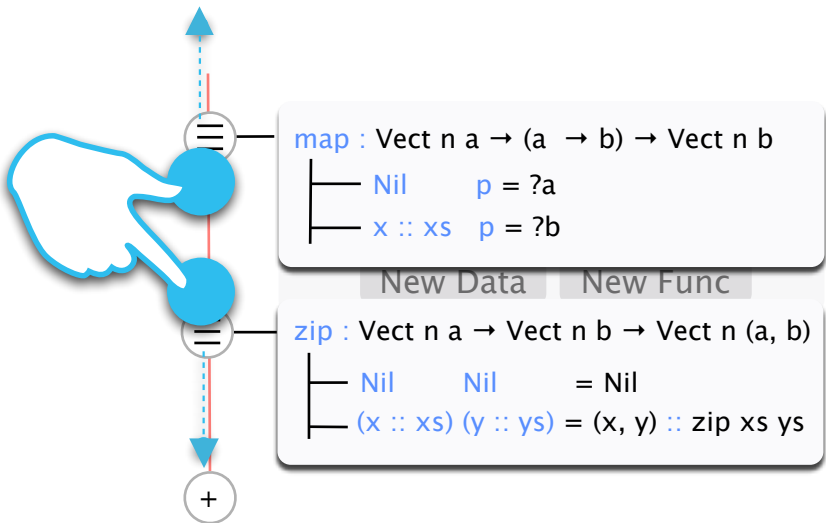 map : Vect n a → (a → b) → Vect n b
Nil p = ?a
x :: xs p = ?b
New Data New Func
zip : Vect n a → Vect n b → Vect n (a, b)
Nil Nil = Nil
(x :: xs) (y :: ys) = (x, y) :: zip xs ys
+